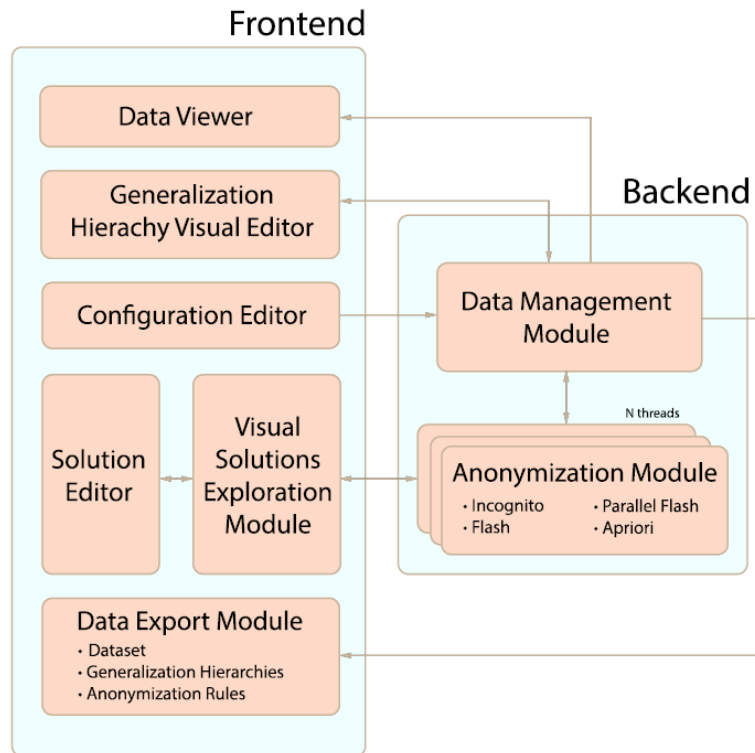 Frontend
Data Viewer
Generalization
Hierachy Visual Editor
Configuration Editor
Solution
Editor
Visual
Solutions
Exploration
Module
Data Export Module
· Dataset
· Generalization Hierarchies
· Anonymization Rules
Backend
Data Management
Module
N threads
Anonymization Module
· Incognito
· Flash
· Parallel Flash
· Apriori